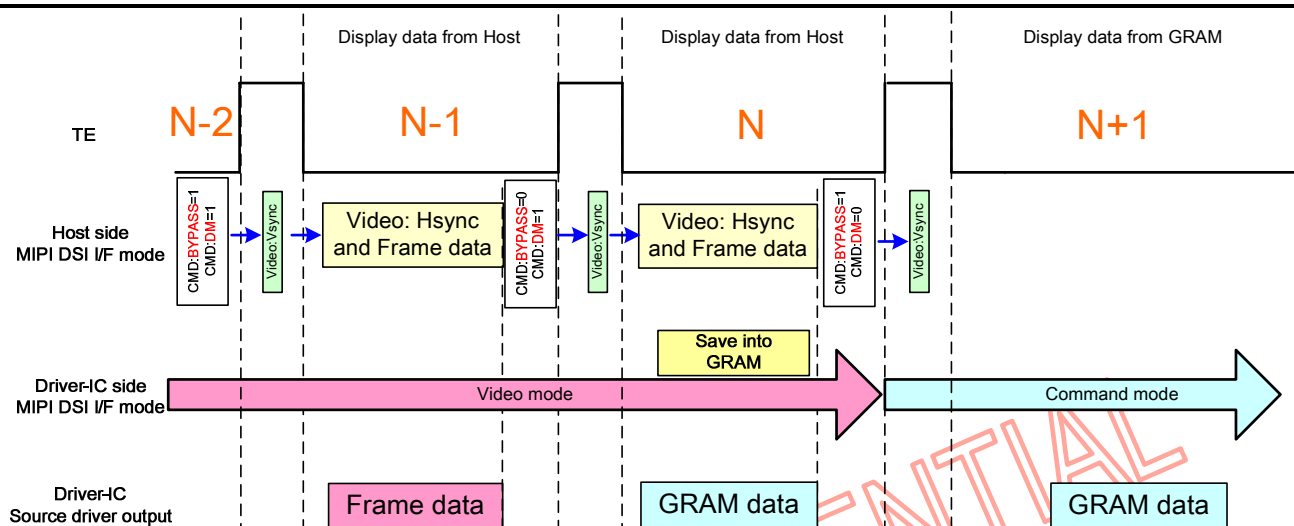 Display data from Host
Display data from Host
Display data from GRAM
TE
N-2
N-1
N
N+1
Host side
MIPI DSI I/F mode
CMD:BYPASS=1
CMD:DM=1
Video:Vsync
Video: Hsync
and Frame data
CMD:BYPASS=0
CMD:DM=1
Video:Vsync
Video: Hsync
and Frame data
CMD:BYPASS=1
CMD:DM=0
Video:Vsync
Save into
GRAM
Driver-IC side
MIPI DSI I/F mode
Video mode
Command mode
Driver-IC
Source driver output
Frame data
GRAM data
GRAM data
ENTIAL